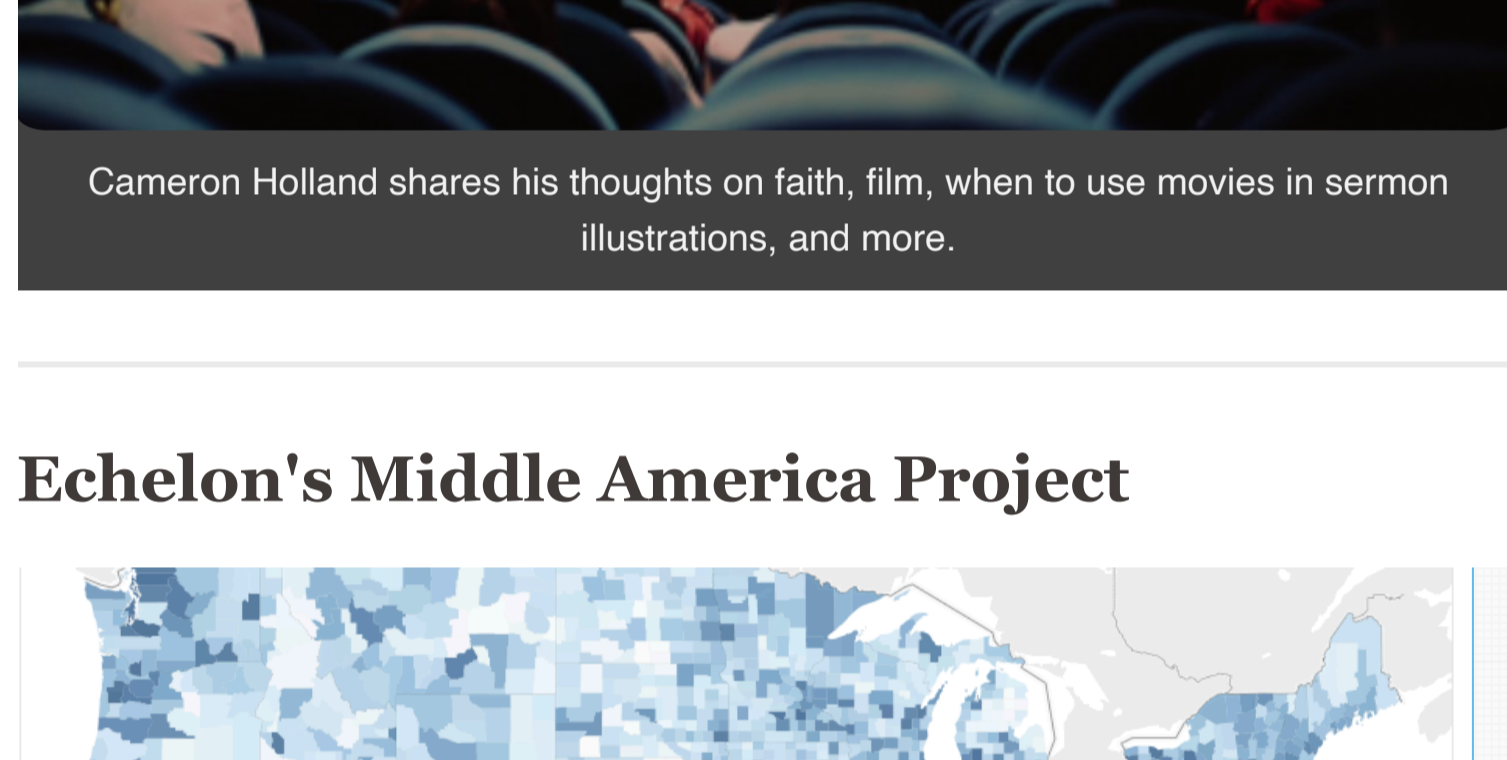 Cameron Holland shares his thoughts on faith, film, when to use movies in sermon
illustrations, and more.
Echelon's Middle America Project